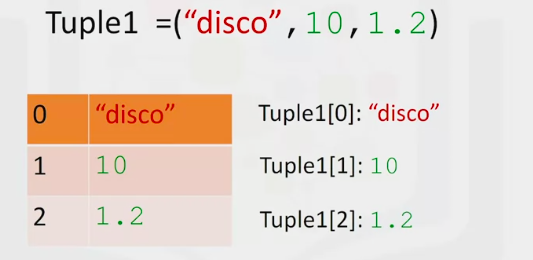 Tuple1 =(“disco”,10,1.2)
0 “disco” Tuple1[0]: “disco”
1 10 Tuple1[1]: 10
2 1.2 Tuple1[2]: 1.2